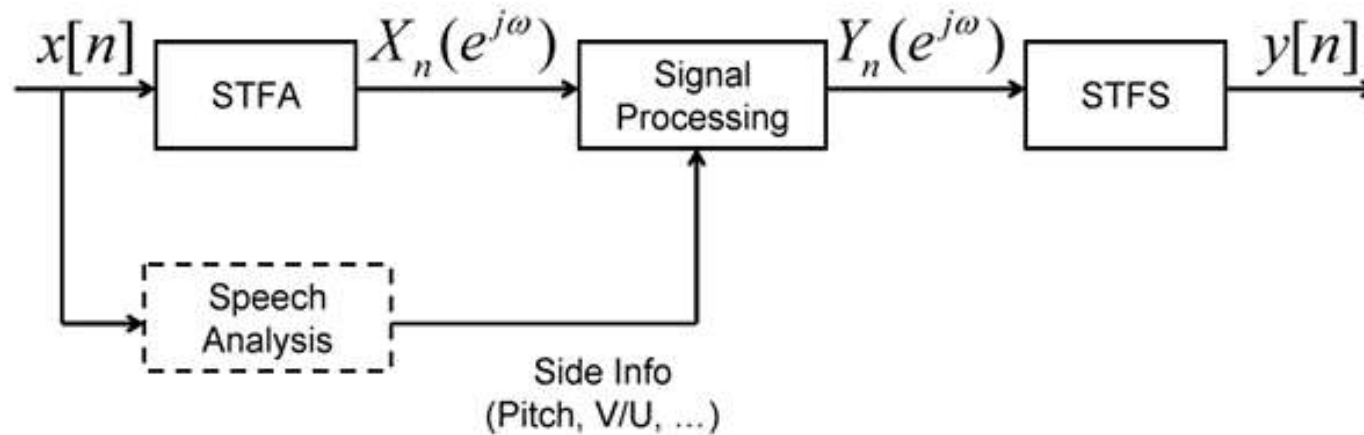 x[n]
STFA
X_n(e^{jω})
Signal
Processing
Y_n(e^{jω})
STFS
y[n]
Speech
Analysis
Side Info
(Pitch, V/U, ...)